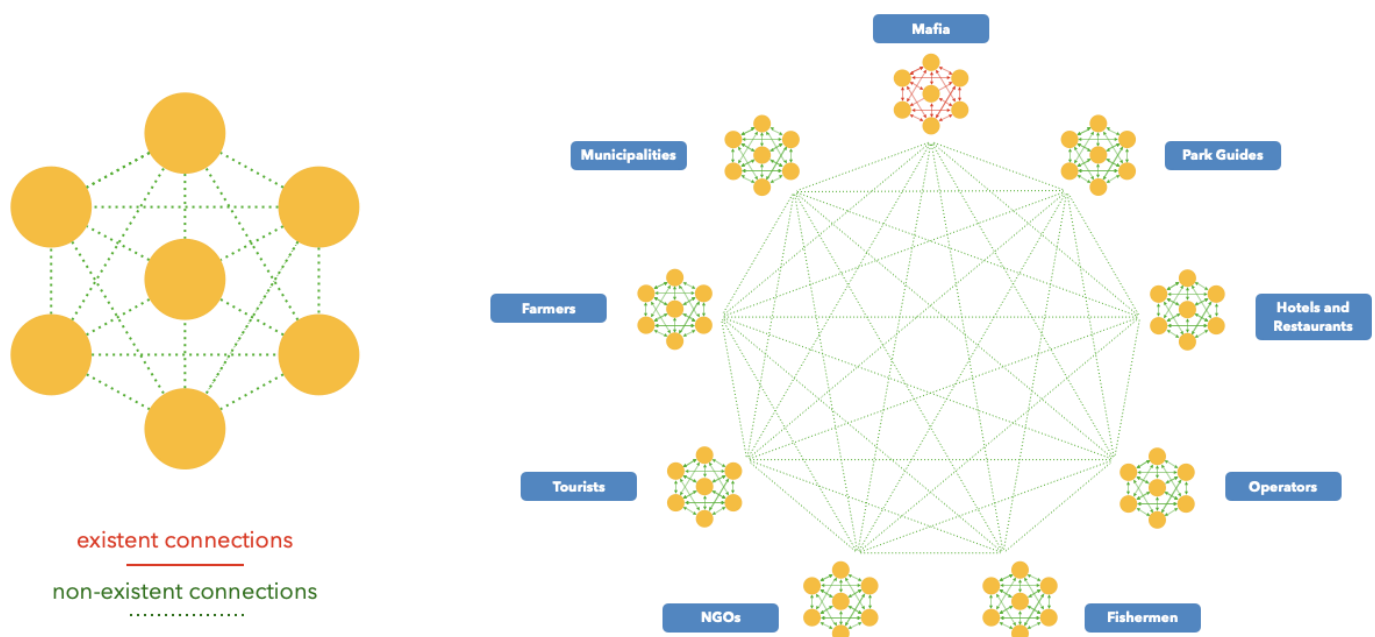 Mafia
Municipalities
Park Guides
Farmers
Hotels and
Restaurants
Tourists
Operators
existent connections
non-existent connections
NGOs
Fishermen